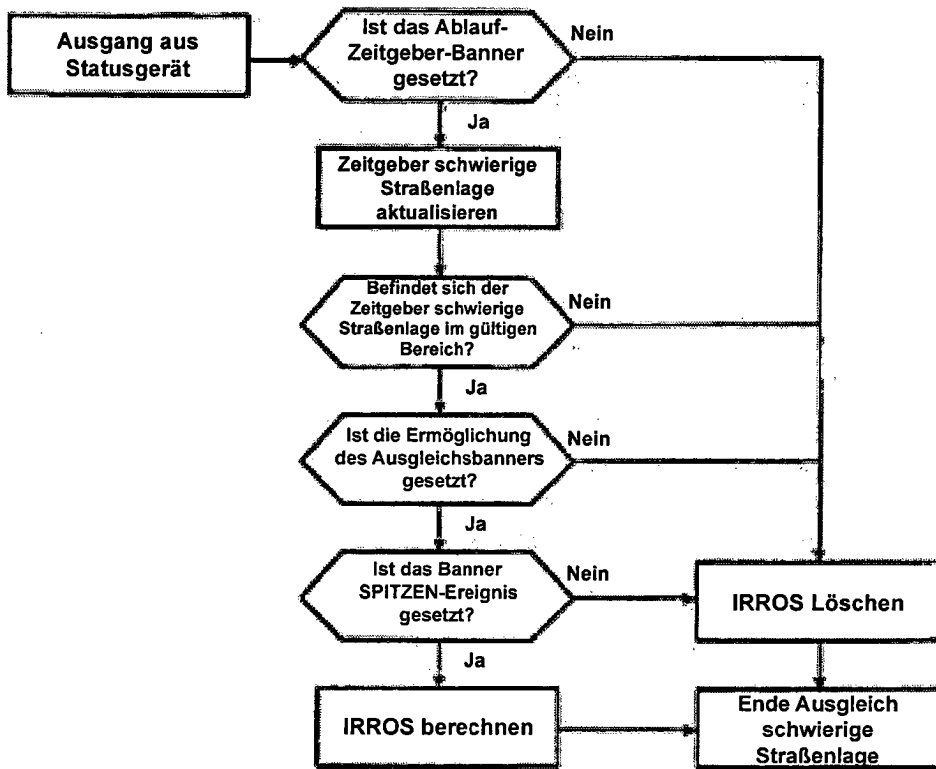 Ausgang aus
Statusgerät
Ist das Ablauf-
Zeitgeber-Banner
gesetzt?
Nein
Ja
Zeitgeber schwierige
Straßenlage
aktualisieren
Befindet sich der
Zeitgeber schwierige
Straßenlage im gültigen
Bereich?
Nein
Ja
Ist die Ermöglichung
des Ausgleichsbanners
gesetzt?
Nein
Ja
Ist das Banner
SPITZEN-Ereignis
gesetzt?
Nein
IRROS Löschen
Ja
IRROS berechnen
Ende Ausgleich
schwierige
Straßenlage